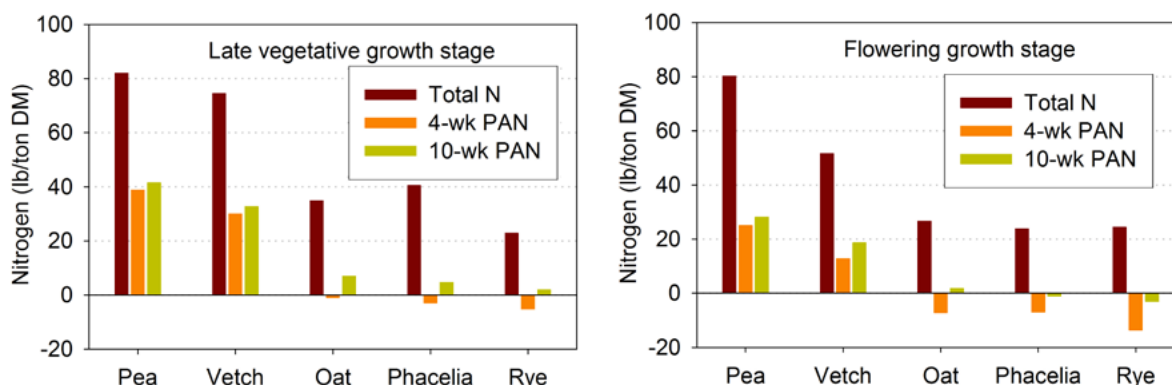 Late vegetative growth stage
Nitrogen (lb/ton DM)
100
80
60
40
20
0
-20
Total N
4-wk PAN
10-wk PAN
Pea Vetch Oat Phacelia Rye
Flowering growth stage
Nitrogen (lb/ton DM)
100
80
60
40
20
0
-20
Total N
4-wk PAN
10-wk PAN
Pea Vetch Oat Phacelia Rye